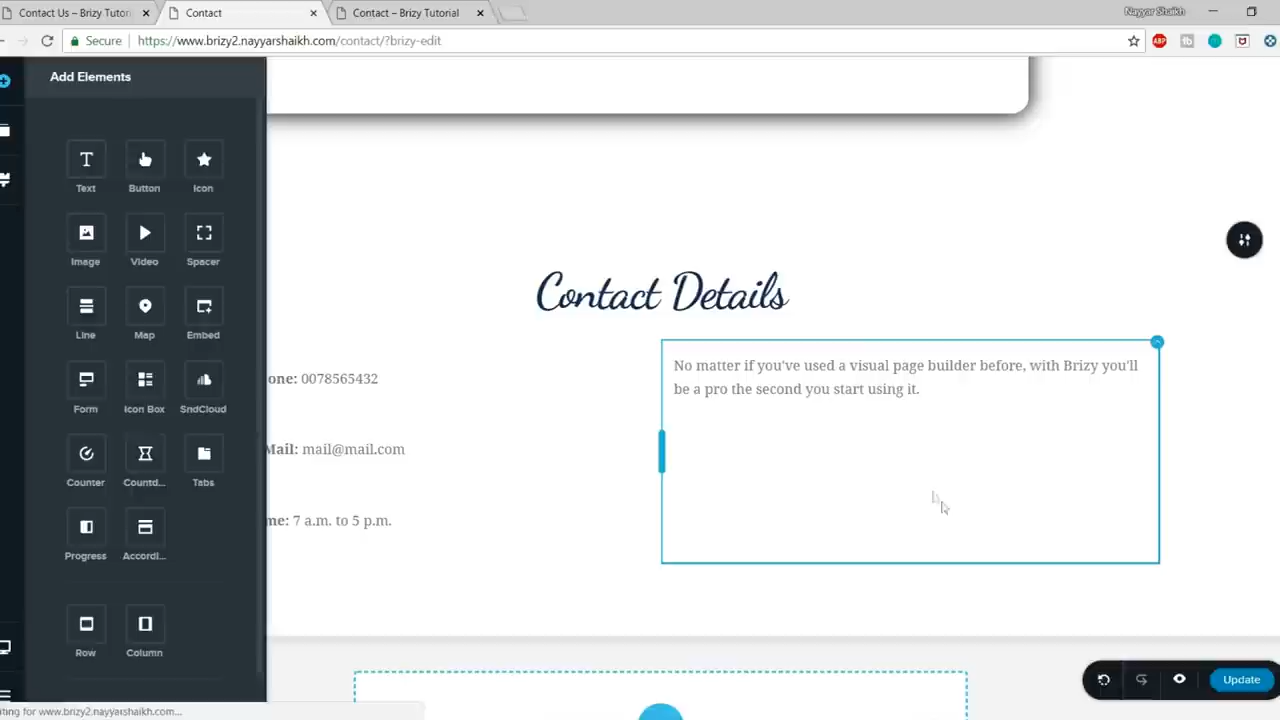 Contact Us – Brizy Tutori
Contact
Contact – Brizy Tutorial
Nayyar Shaikh
Secure
https://www.brizy2.nayyarshaikh.com/contact/?brizy-edit
ABP
Add Elements
Text
Button
Icon
Image
Video
Spacer
Line
Map
Embed
Form
Icon Box
SndCloud
Counter
Countd...
Tabs
Progress
Accordi...
Row
Column
Contact Details
one: 0078565432
Mail: mail@mail.com
me: 7 a.m. to 5 p.m.
No matter if you've used a visual page builder before, with Brizy you'll
be a pro the second you start using it.
Update
iting for www.brizy2.nayyarshaikh.com...